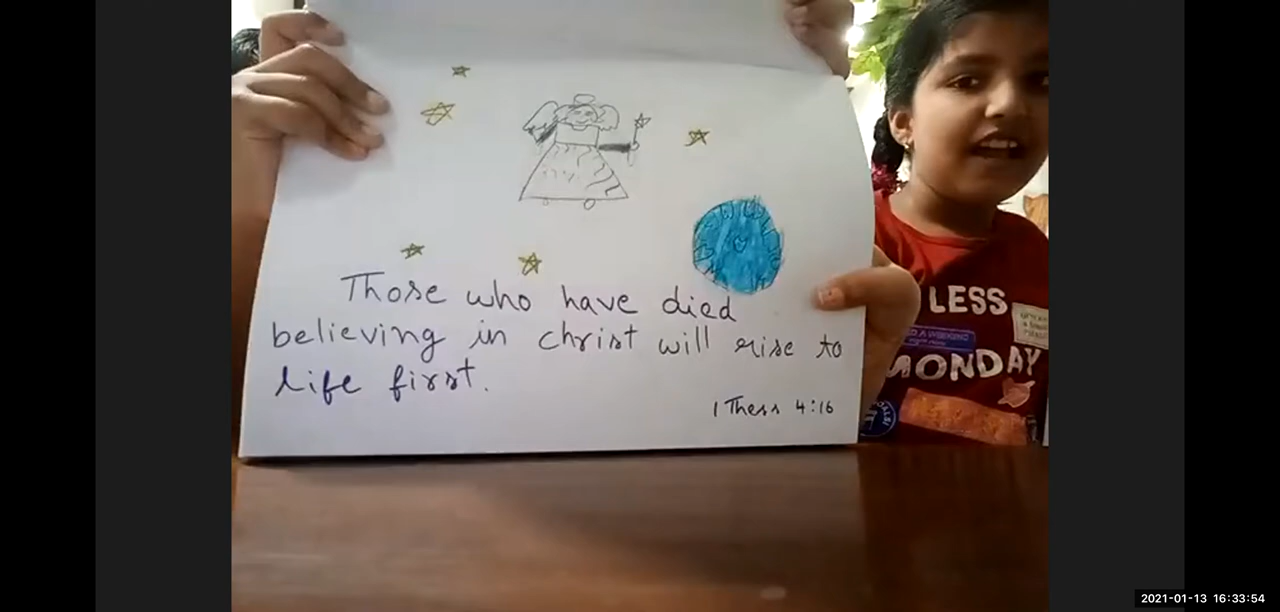 Those who have died
believing in christ will rise to
life first.
1 Thess 4:16
LESS
MONDAY
2021-01-13 16:33:54